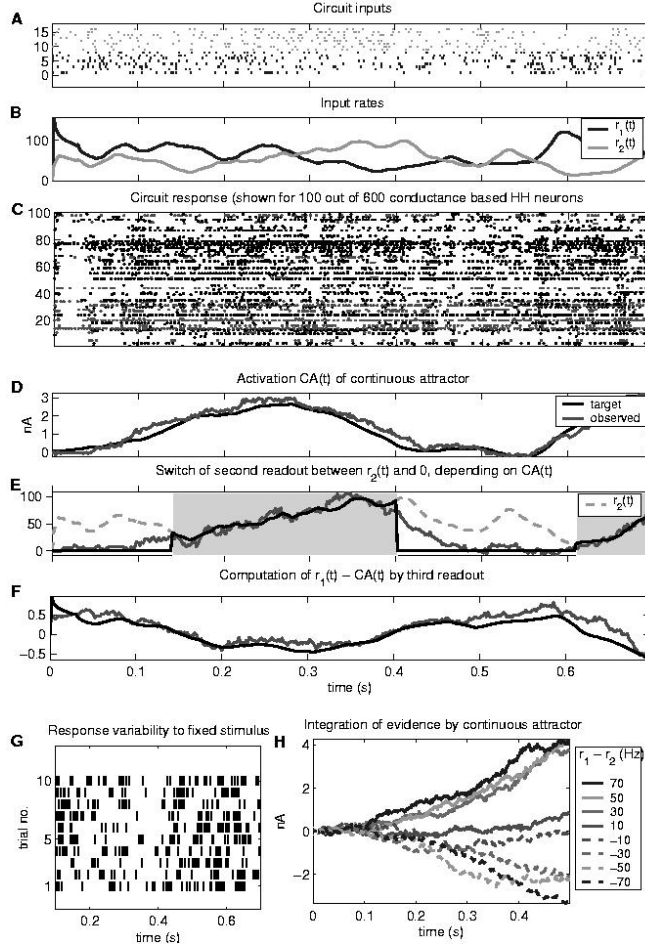 Circuit inputs
A
15
10
5
0
Input rates
B
100
0
r1(t)
r2(t)
Circuit response (shown for 100 out of 600 conductance based HH neurons
C
100
80
60
40
20
Activation CA(t) of continuous attractor
D
3
2
1
0
nA
target
observed
Switch of second readout between r2(t) and 0, depending on CA(t)
E
100
50
0
r2(t)
Computation of r1(t) − CA(t) by third readout
F
0.5
0
−0.5
0 0.1 0.2 0.3 0.4 0.5 0.6
time (s)
Response variability to fixed stimulus
G
10
5
1
trial no.
0.2 0.4 0.6
time (s)
Integration of evidence by continuous attractor
H
4
2
0
−2
nA
0 0.1 0.2 0.3 0.4
time (s)
r1 − r2 (Hz)
70
50
30
10
−10
−30
−50
−70